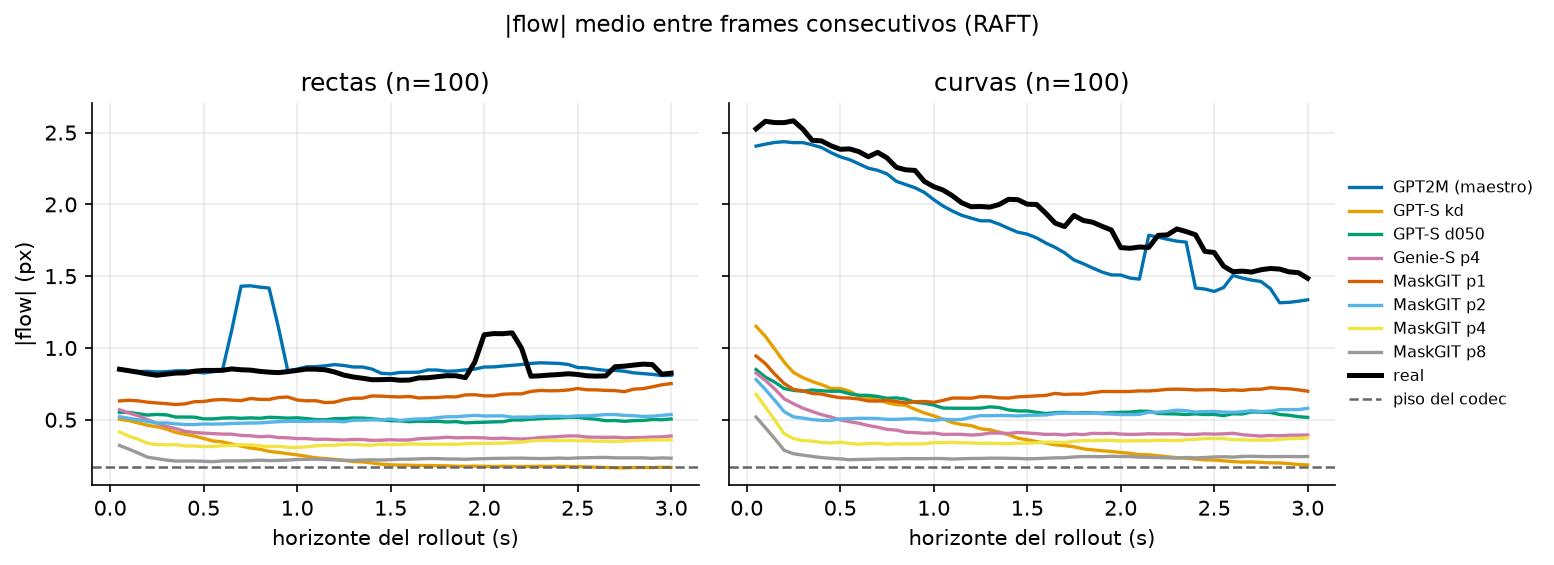 |flow| medio entre frames consecutivos (RAFT)
rectas (n=100)
curvas (n=100)
|flow| (px)
2.5
2.0
1.5
1.0
0.5
0.0 0.5 1.0 1.5 2.0 2.5 3.0
0.0 0.5 1.0 1.5 2.0 2.5 3.0
horizonte del rollout (s)
horizonte del rollout (s)
GPT2M (maestro)
GPT-S kd
GPT-S d050
Genie-S p4
MaskGIT p1
MaskGIT p2
MaskGIT p4
MaskGIT p8
real
piso del codec